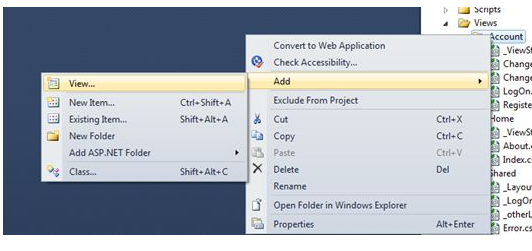 Scripts
Views
Account
_ViewSt
Change
Change
LogOn.
Registe
Home
_ViewSt
About.c
Index.c
Shared
_Layou
_LogOn
_otherL
Error.cs
Convert to Web Application
Check Accessibility...
Add
Exclude From Project
Cut Ctrl+X
Copy Ctrl+C
Paste Ctrl+V
Delete Del
Rename
Open Folder in Windows Explorer
Properties Alt+Enter
View...
New Item... Ctrl+Shift+A
Existing Item... Shift+Alt+A
New Folder
Add ASP.NET Folder
Class... Shift+Alt+C